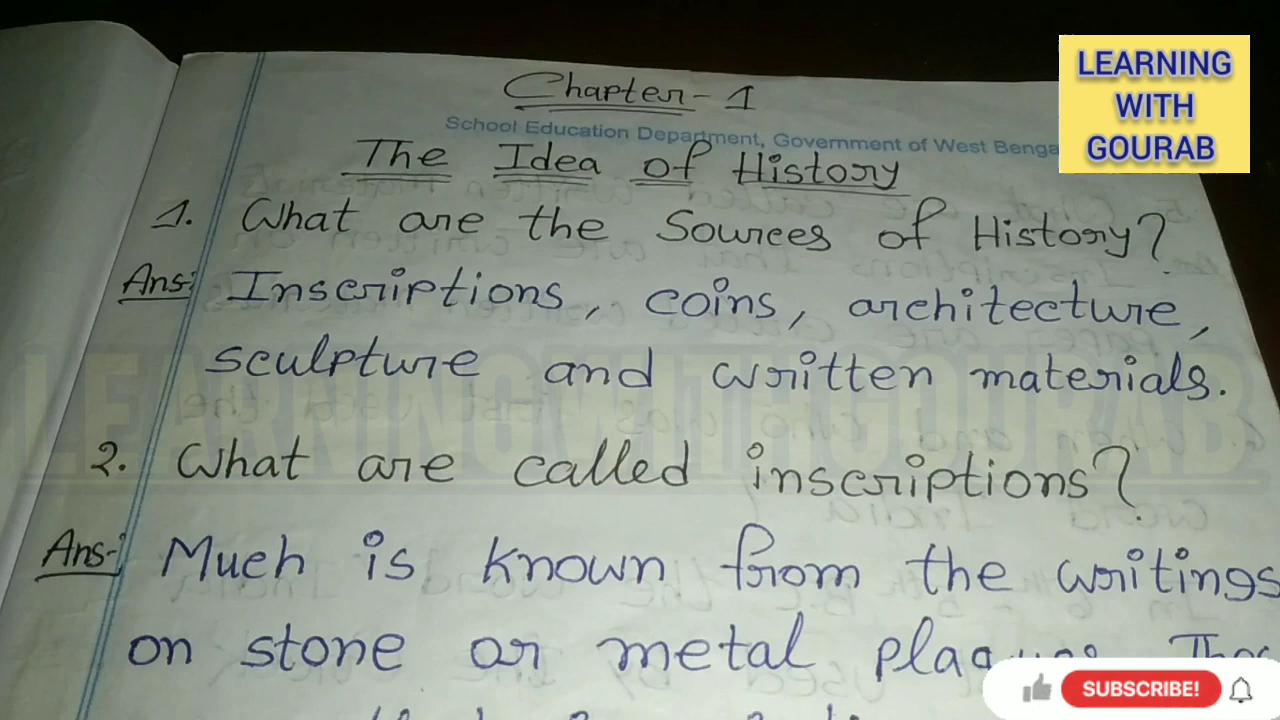 LEARNING
WITH
GOURAB
Chapter - 1
School Education Department, Government of West Benga
The Idea of History
1. What are the Sources of History?
Ans: Inscriptions, coins, architecture,
sculpture and written materials.
LEARNINGWITHGOURAB
2. What are called inscriptions?
Ans: Much is known from the writings
on stone or metal
SUBSCRIBE!